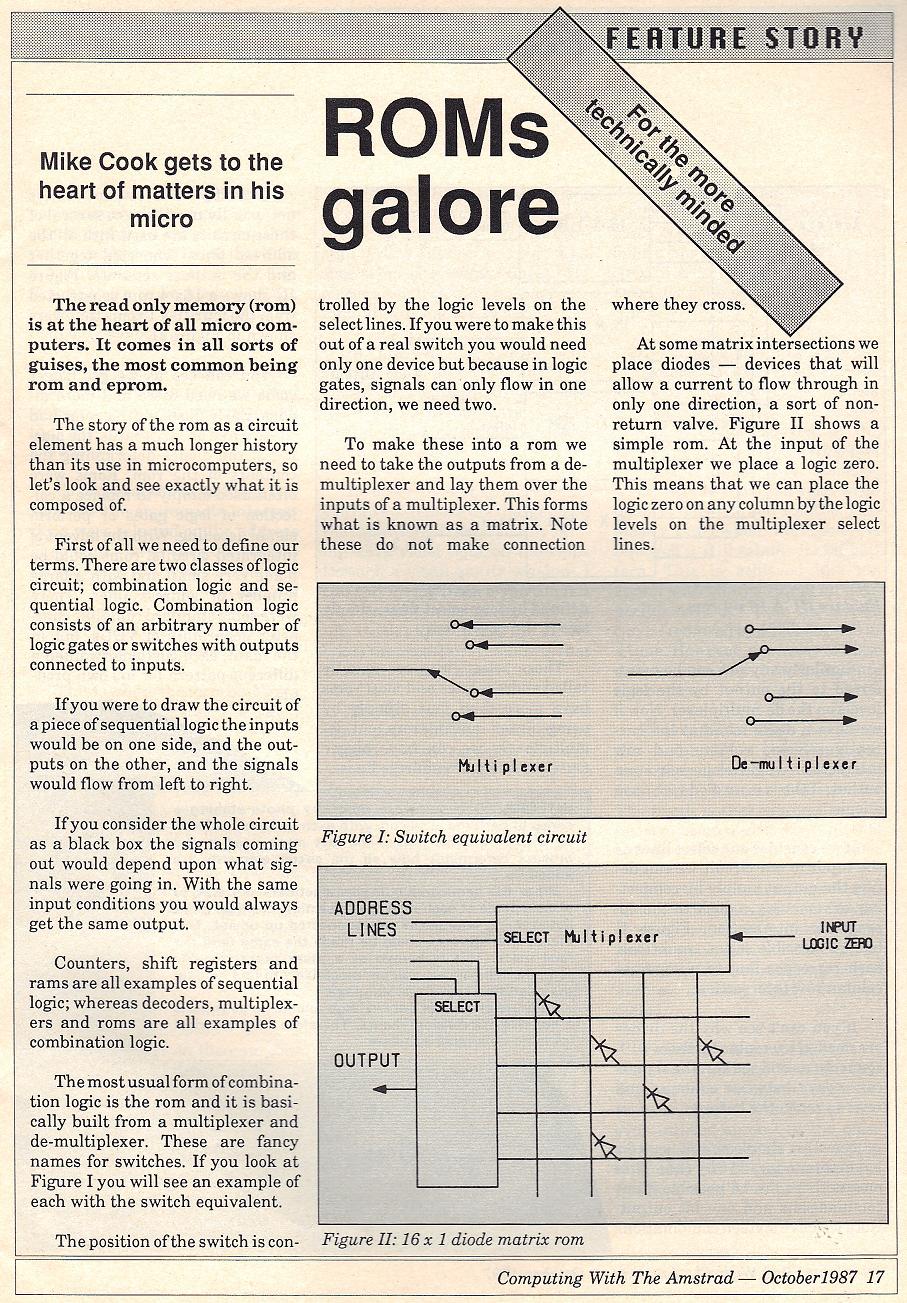 FEATURE STORY
For the more
technically minded
ROMs
galore
Mike Cook gets to the
heart of matters in his
micro
The read only memory (rom)
is at the heart of all micro com-
puters. It comes in all sorts of
guises, the most common being
rom and eprom.
The story of the rom as a circuit
element has a much longer history
than its use in microcomputers, so
let's look and see exactly what it is
composed of.
First of all we need to define our
terms. There are two classes of logic
circuit; combination logic and se-
quential logic. Combination logic
consists of an arbitrary number of
logic gates or switches with outputs
connected to inputs.
If you were to draw the circuit of
a piece of sequential logic the inputs
would be on one side, and the out-
puts on the other, and the signals
would flow from left to right.
If you consider the whole circuit
as a black box the signals coming
out would depend upon what sig-
nals were going in. With the same
input conditions you would always
get the same output.
Counters, shift registers and
rams are all examples of sequential
logic; whereas decoders, multiplex-
ers and roms are all examples of
combination logic.
The most usual form of combina-
tion logic is the rom and it is basi-
cally built from a multiplexer and
de-multiplexer. These are fancy
names for switches. If you look at
Figure I you will see an example of
each with the switch equivalent.
The position of the switch is con-
trolled by the logic levels on the
select lines. If you were to make this
out of a real switch you would need
only one device but because in logic
gates, signals can only flow in one
direction, we need two.
To make these into a rom we
need to take the outputs from a de-
multiplexer and lay them over the
inputs of a multiplexer. This forms
what is known as a matrix. Note
these do not make connection
where they cross.
At some matrix intersections we
place diodes — devices that will
allow a current to flow through in
only one direction, a sort of non-
return valve. Figure II shows a
simple rom. At the input of the
multiplexer we place a logic zero.
This means that we can place the
logic zero on any column by the logic
levels on the multiplexer select
lines.
Multiplexer
De-multiplexer
Figure I: Switch equivalent circuit
ADDRESS
LINES
SELECT Multiplexer
INPUT
LOGIC ZERO
SELECT
OUTPUT
Figure II: 16 x 1 diode matrix rom
Computing With The Amstrad — October1987 17